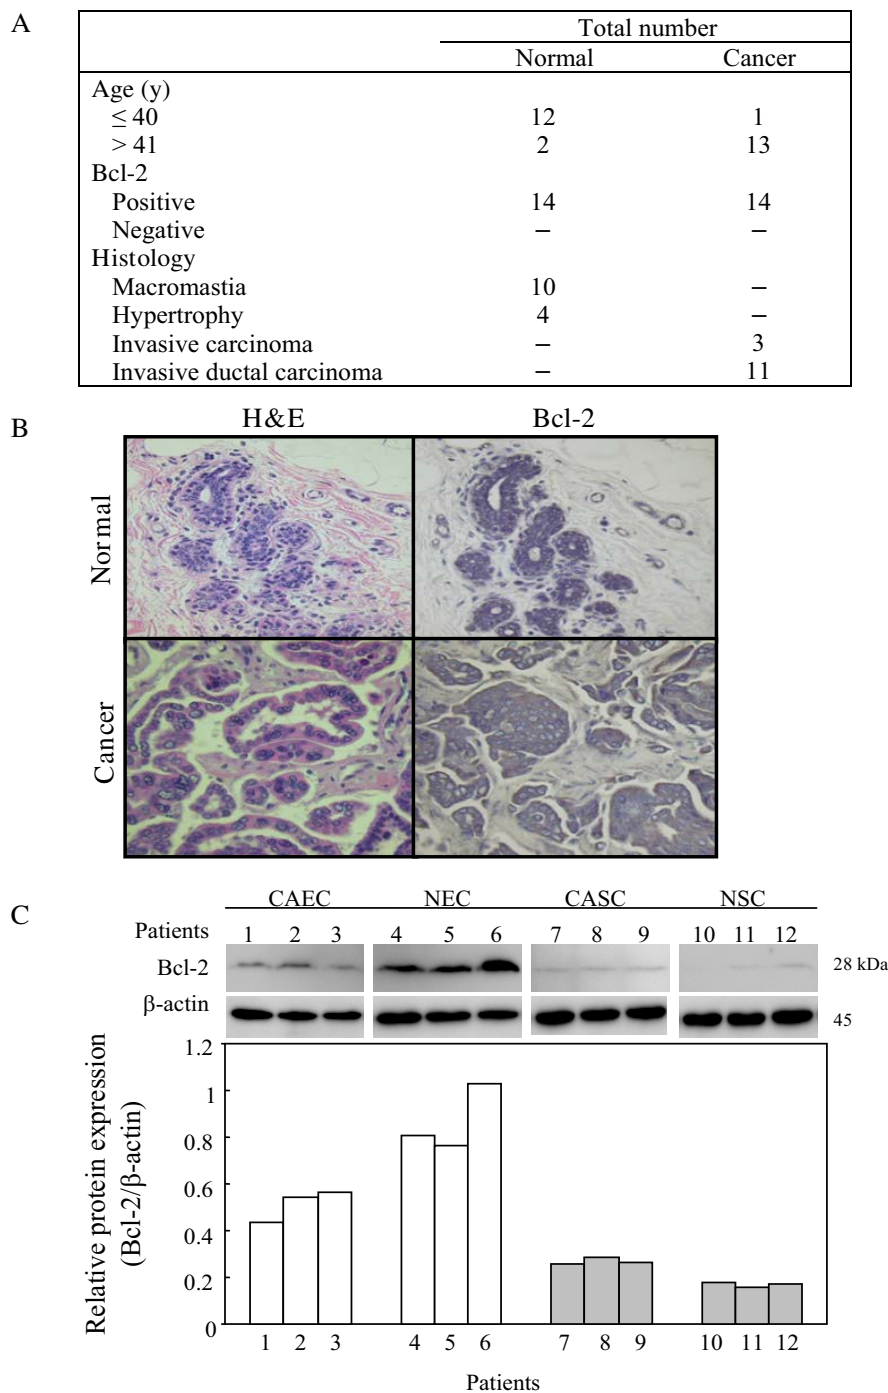 A
Total number
Normal Cancer
Age (y)
≤ 40 12 1
> 41 2 13
Bcl-2
Positive 14 14
Negative – –
Histology
Macromastia 10 –
Hypertrophy 4 –
Invasive carcinoma – 3
Invasive ductal carcinoma – 11
B
H&E Bcl-2
Normal
Cancer
C
CAEC NEC CASC NSC
Patients 1 2 3 4 5 6 7 8 9 10 11 12
Bcl-2 28 kDa
β-actin 45
Relative protein expression
(Bcl-2/β-actin)
1.2
1
0.8
0.6
0.4
0.2
0
1 2 3 4 5 6 7 8 9 10 11 12
Patients